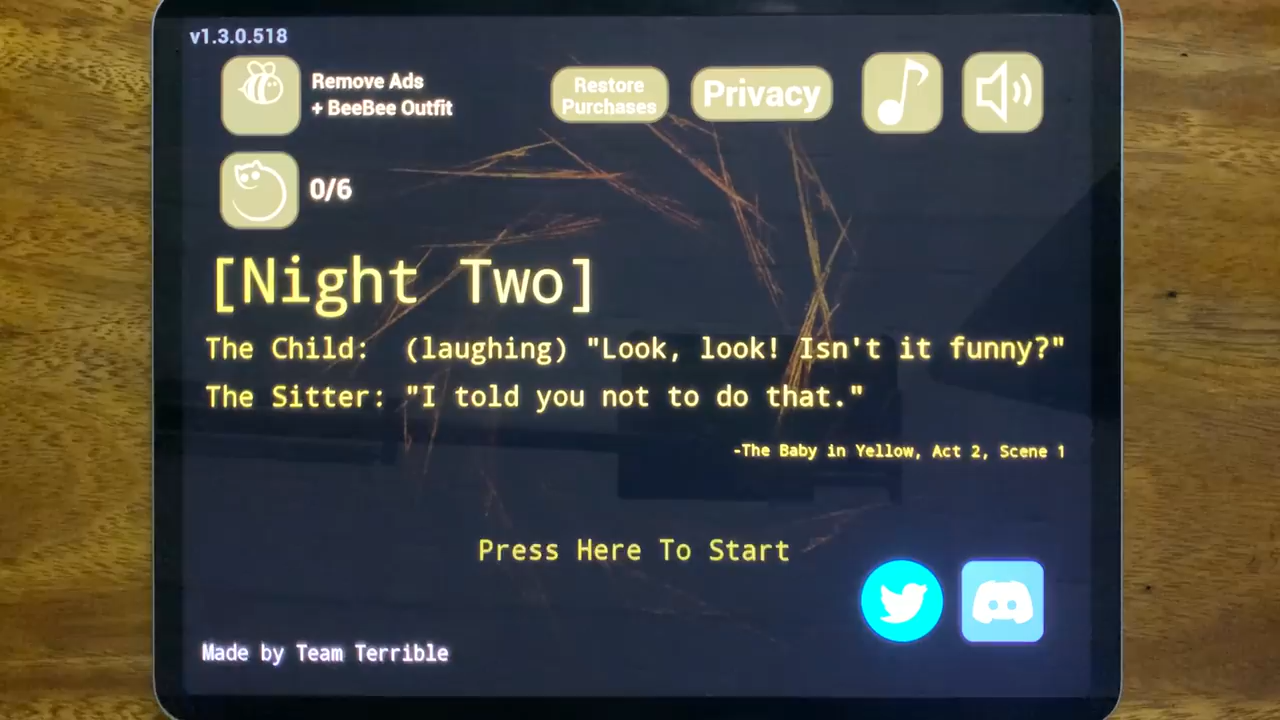 v1.3.0.518
Remove Ads
+ BeeBee Outfit
Restore
Purchases
Privacy
0/6
[Night Two]
The Child: (laughing) "Look, look! Isn't it funny?"
The Sitter: "I told you not to do that."
-The Baby in Yellow, Act 2, Scene 1
Press Here To Start
Made by Team Terrible